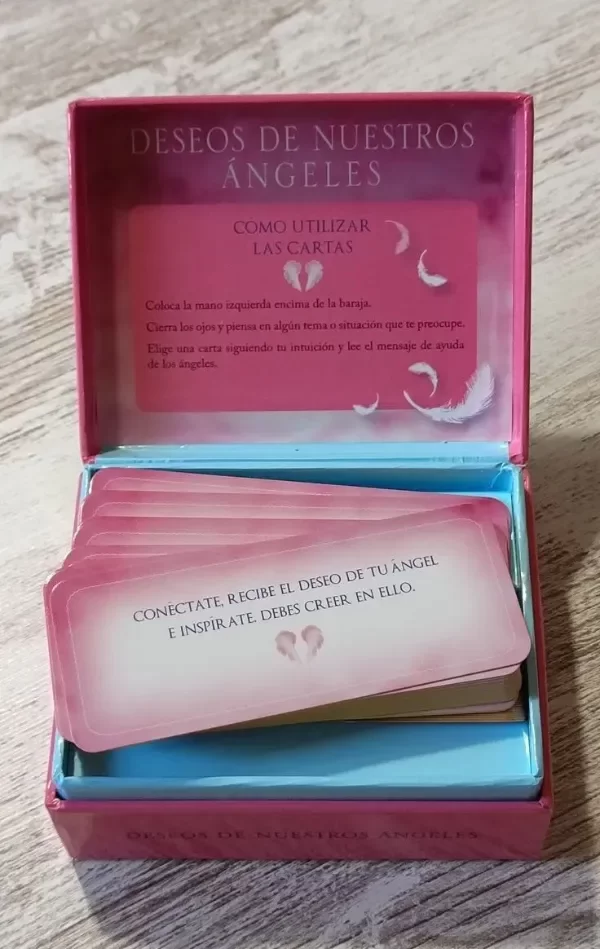 DESEOS DE NUESTROS
ÁNGELES
COMO UTILIZAR
LAS CARTAS
Coloca la mano izquierda encima de la baraja.
Cierra los ojos y piensa en algún tema o situación que te preocupe.
Elige una carta siguiendo tu intuición y lee el mensaje de ayuda
de los ángeles.
CONÉCTATE, RECIBE EL DESEO DE TU ÁNGEL
E INSPÍRATE. DEBES CREER EN ELLO.
DESEOS DE NUESTROS ÁNGELES